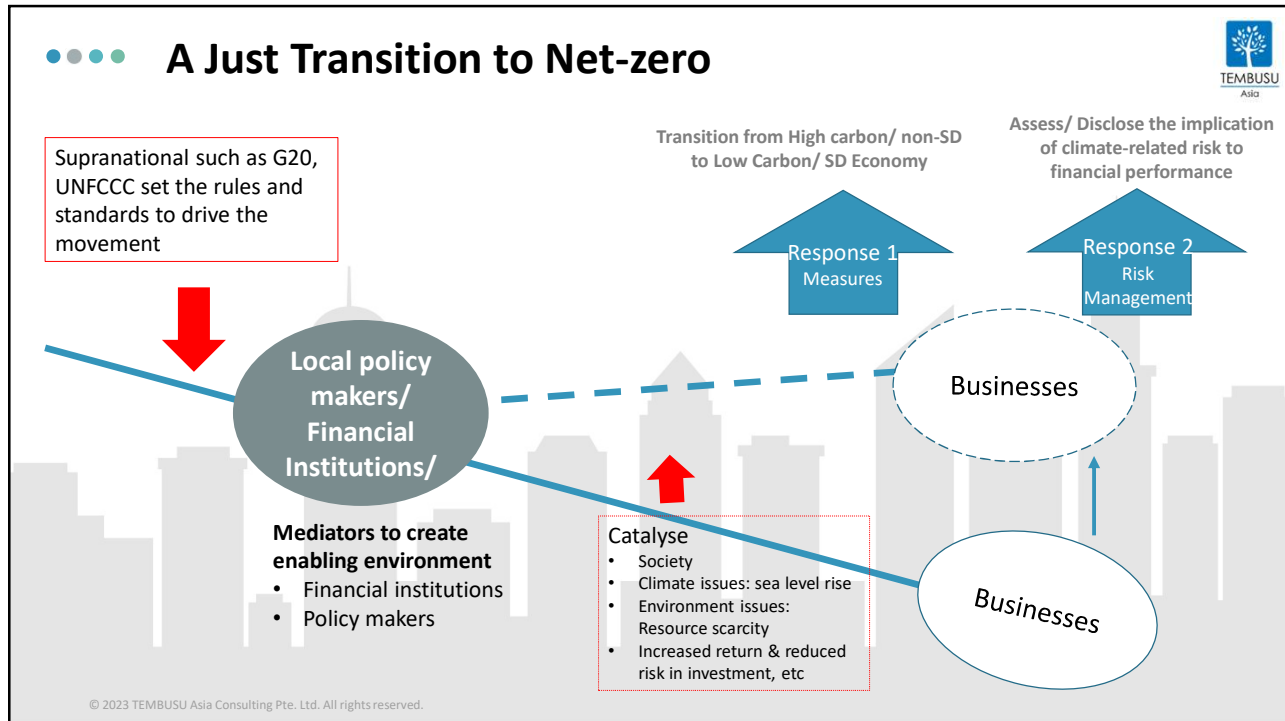 A Just Transition to Net-zero
TEMBUSU
Asia
Supranational such as G20,
UNFCCC set the rules and
standards to drive the
movement
Transition from High carbon/ non-SD
to Low Carbon/ SD Economy
Assess/ Disclose the implication
of climate-related risk to
financial performance
Response 1
Measures
Response 2
Risk
Management
Local policy
makers/
Financial
Institutions/
Businesses
Mediators to create
enabling environment
• Financial institutions
• Policy makers
Catalyse
• Society
• Climate issues: sea level rise
• Environment issues:
Resource scarcity
• Increased return & reduced
risk in investment, etc
Businesses
© 2023 TEMBUSU Asia Consulting Pte. Ltd. All rights reserved.